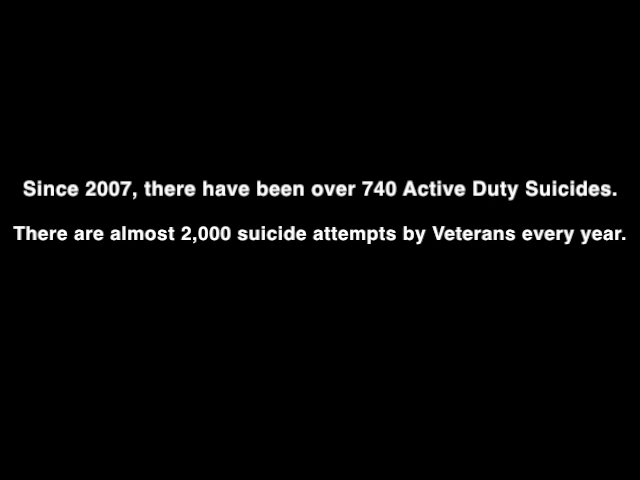 Since 2007, there have been over 740 Active Duty Suicides.
There are almost 2,000 suicide attempts by Veterans every year.